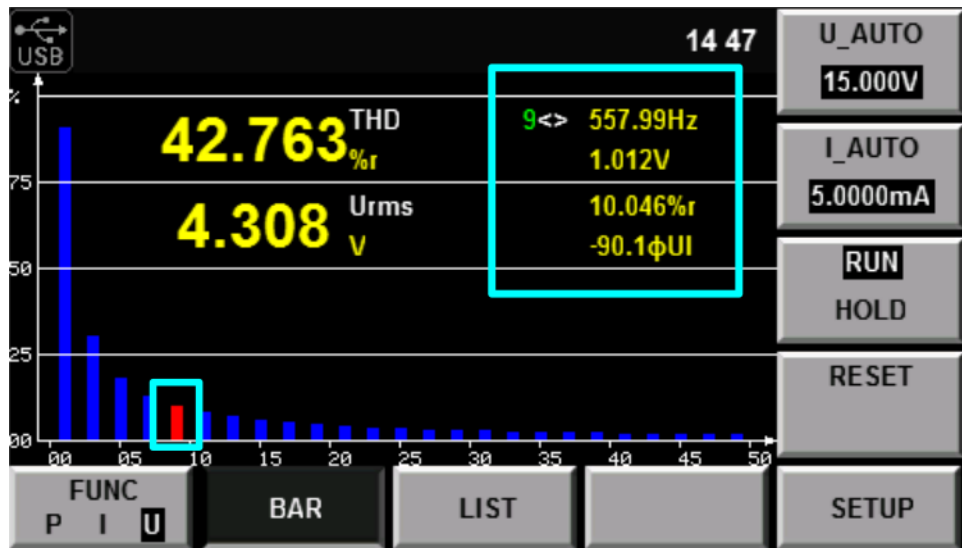 USB
14 47
U_AUTO
15.000V
%
42.763 THD %r
9<> 557.99Hz
1.012V
I_AUTO
5.0000mA
75
4.308 Urms V
10.046%r
-90.1ϕUI
50
RUN
HOLD
25
RESET
00
00 05 10 15 20 25 30 35 40 45 50
FUNC
P I U
BAR
LIST
SETUP